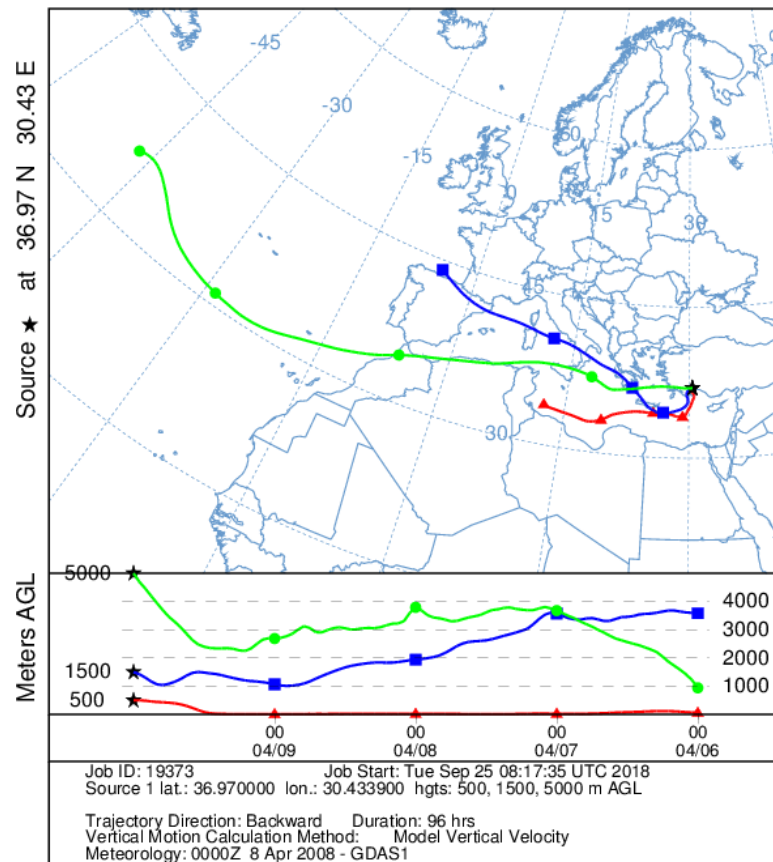 -45
-30
-15
0
60
15
30
45
30
Source ★ at 36.97 N 30.43 E
5000
1500
500
Meters AGL
4000
3000
2000
1000
00 00 00 00
04/09 04/08 04/07 04/06
Job ID: 19373 Job Start: Tue Sep 25 08:17:35 UTC 2018
Source 1 lat.: 36.970000 lon.: 30.433900 hgts: 500, 1500, 5000 m AGL
Trajectory Direction: Backward Duration: 96 hrs
Vertical Motion Calculation Method: Model Vertical Velocity
Meteorology: 0000Z 8 Apr 2008 - GDAS1